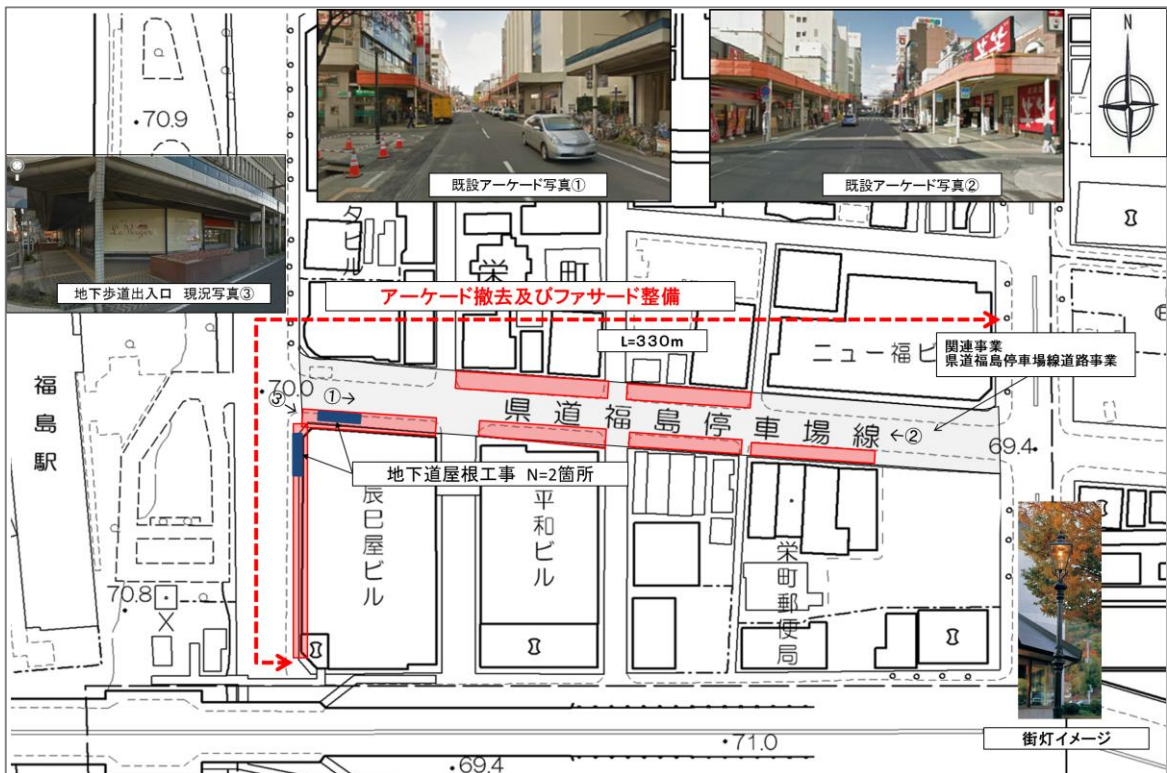 N
・70.9
既設アーケード写真①
既設アーケード写真②
La Verger
地下歩道出入口 現況写真③
タビル
栄町
アーケード撤去及びファサード整備
L=330m
ニュー福ビ
関連事業
県道福島停車場線道路事業
福島駅
・70.0
③
①→
県道福島停車場線
←②
69.4・
地下道屋根工事 N=2箇所
辰巳屋ビル
平和ビル
栄町郵便局
70.8
街灯イメージ
・71.0
・69.4